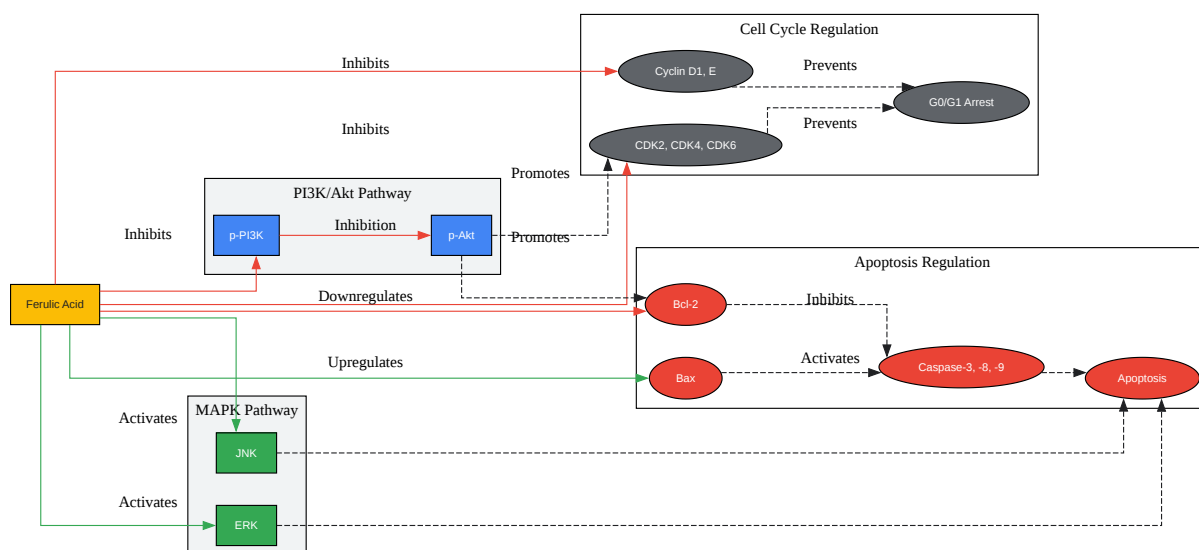 Cell Cycle Regulation
Inhibits
Cyclin D1, E
Prevents
G0/G1 Arrest
Inhibits
Prevents
CDK2, CDK4, CDK6
Promotes
PI3K/Akt Pathway
p-PI3K
Inhibition
p-Akt
Promotes
Inhibits
Apoptosis Regulation
Ferulic Acid
Downregulates
Bcl-2
Inhibits
Upregulates
Bax
Activates
Caspase-3, -8, -9
Apoptosis
MAPK Pathway
Activates
JNK
Activates
ERK